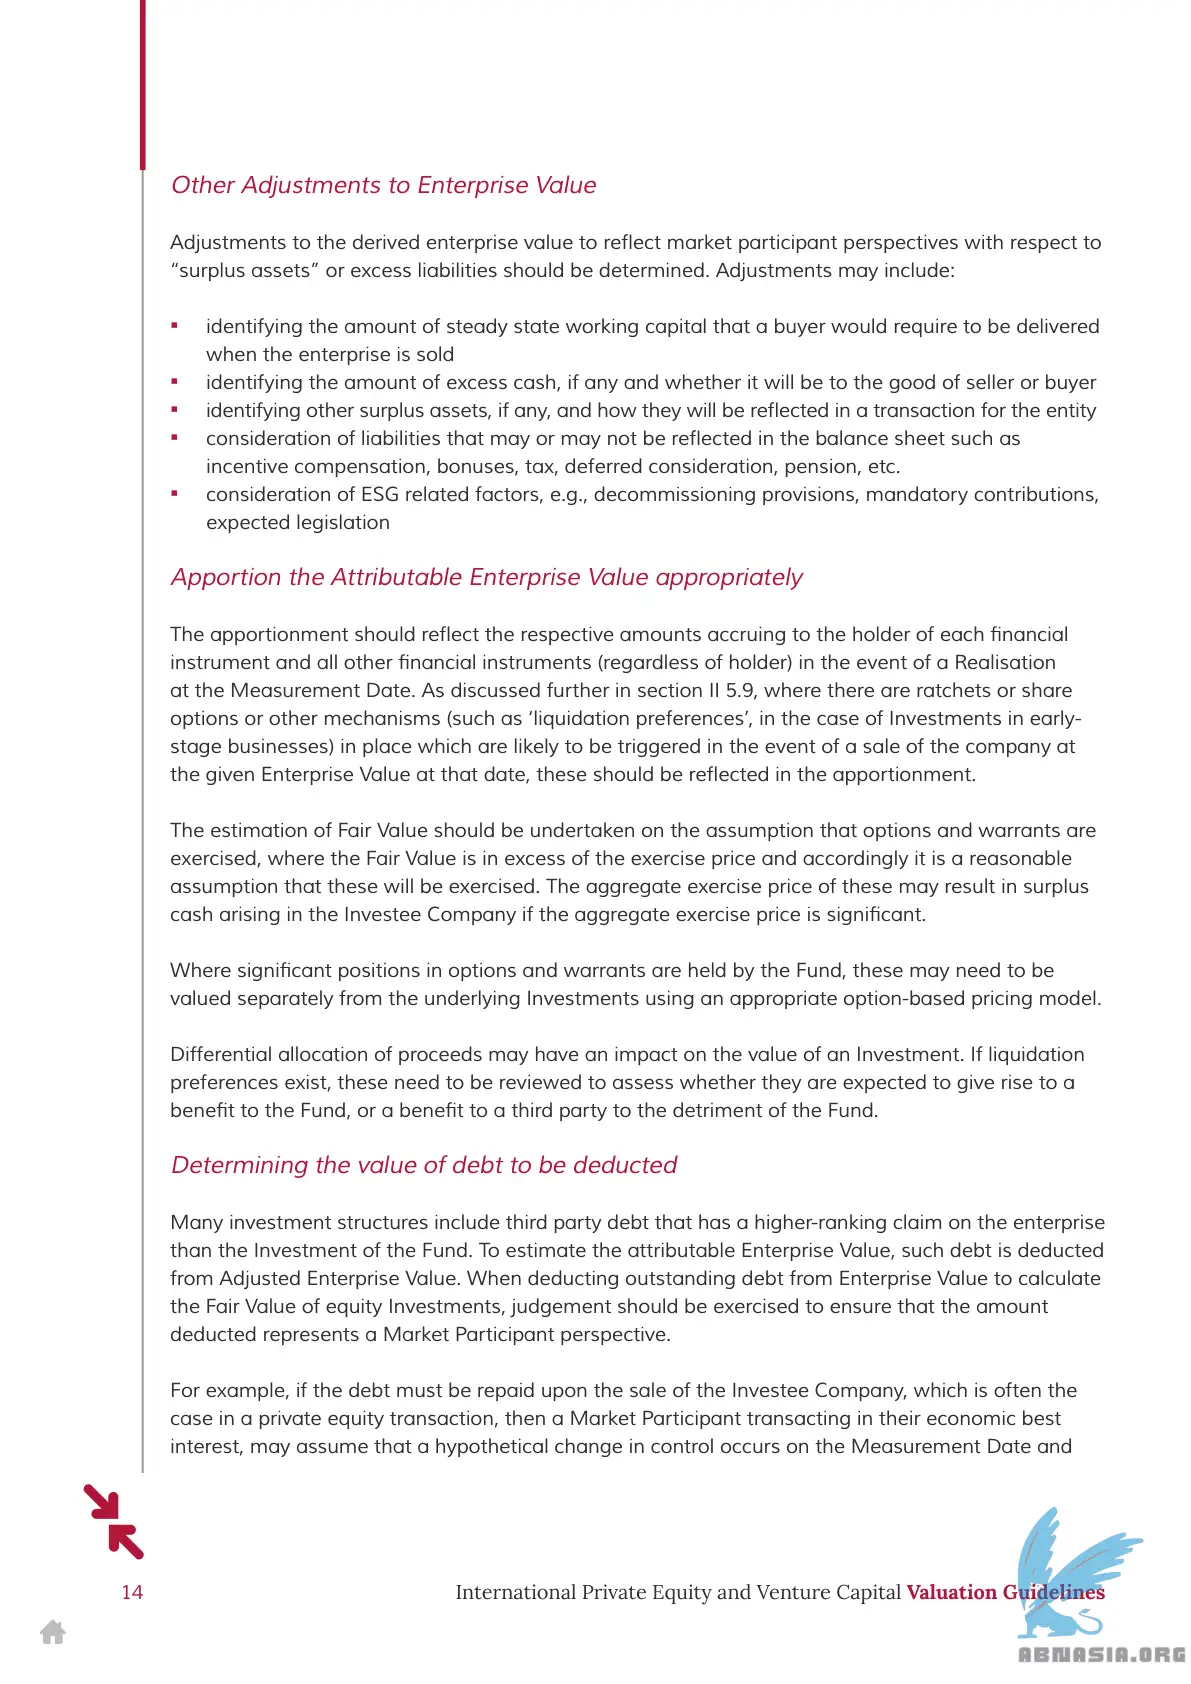 Other Adjustments to Enterprise Value
Adjustments to the derived enterprise value to reflect market participant perspectives with respect to
“surplus assets” or excess liabilities should be determined. Adjustments may include:
▪ identifying the amount of steady state working capital that a buyer would require to be delivered
when the enterprise is sold
▪ identifying the amount of excess cash, if any and whether it will be to the good of seller or buyer
▪ identifying other surplus assets, if any, and how they will be reflected in a transaction for the entity
▪ consideration of liabilities that may or may not be reflected in the balance sheet such as
incentive compensation, bonuses, tax, deferred consideration, pension, etc.
▪ consideration of ESG related factors, e.g., decommissioning provisions, mandatory contributions,
expected legislation
Apportion the Attributable Enterprise Value appropriately
The apportionment should reflect the respective amounts accruing to the holder of each financial
instrument and all other financial instruments (regardless of holder) in the event of a Realisation
at the Measurement Date. As discussed further in section II 5.9, where there are ratchets or share
options or other mechanisms (such as ‘liquidation preferences’, in the case of Investments in early-
stage businesses) in place which are likely to be triggered in the event of a sale of the company at
the given Enterprise Value at that date, these should be reflected in the apportionment.
The estimation of Fair Value should be undertaken on the assumption that options and warrants are
exercised, where the Fair Value is in excess of the exercise price and accordingly it is a reasonable
assumption that these will be exercised. The aggregate exercise price of these may result in surplus
cash arising in the Investee Company if the aggregate exercise price is significant.
Where significant positions in options and warrants are held by the Fund, these may need to be
valued separately from the underlying Investments using an appropriate option-based pricing model.
Differential allocation of proceeds may have an impact on the value of an Investment. If liquidation
preferences exist, these need to be reviewed to assess whether they are expected to give rise to a
benefit to the Fund, or a benefit to a third party to the detriment of the Fund.
Determining the value of debt to be deducted
Many investment structures include third party debt that has a higher-ranking claim on the enterprise
than the Investment of the Fund. To estimate the attributable Enterprise Value, such debt is deducted
from Adjusted Enterprise Value. When deducting outstanding debt from Enterprise Value to calculate
the Fair Value of equity Investments, judgement should be exercised to ensure that the amount
deducted represents a Market Participant perspective.
For example, if the debt must be repaid upon the sale of the Investee Company, which is often the
case in a private equity transaction, then a Market Participant transacting in their economic best
interest, may assume that a hypothetical change in control occurs on the Measurement Date and
14 International Private Equity and Venture Capital Valuation Guidelines
ABNASIA.ORG